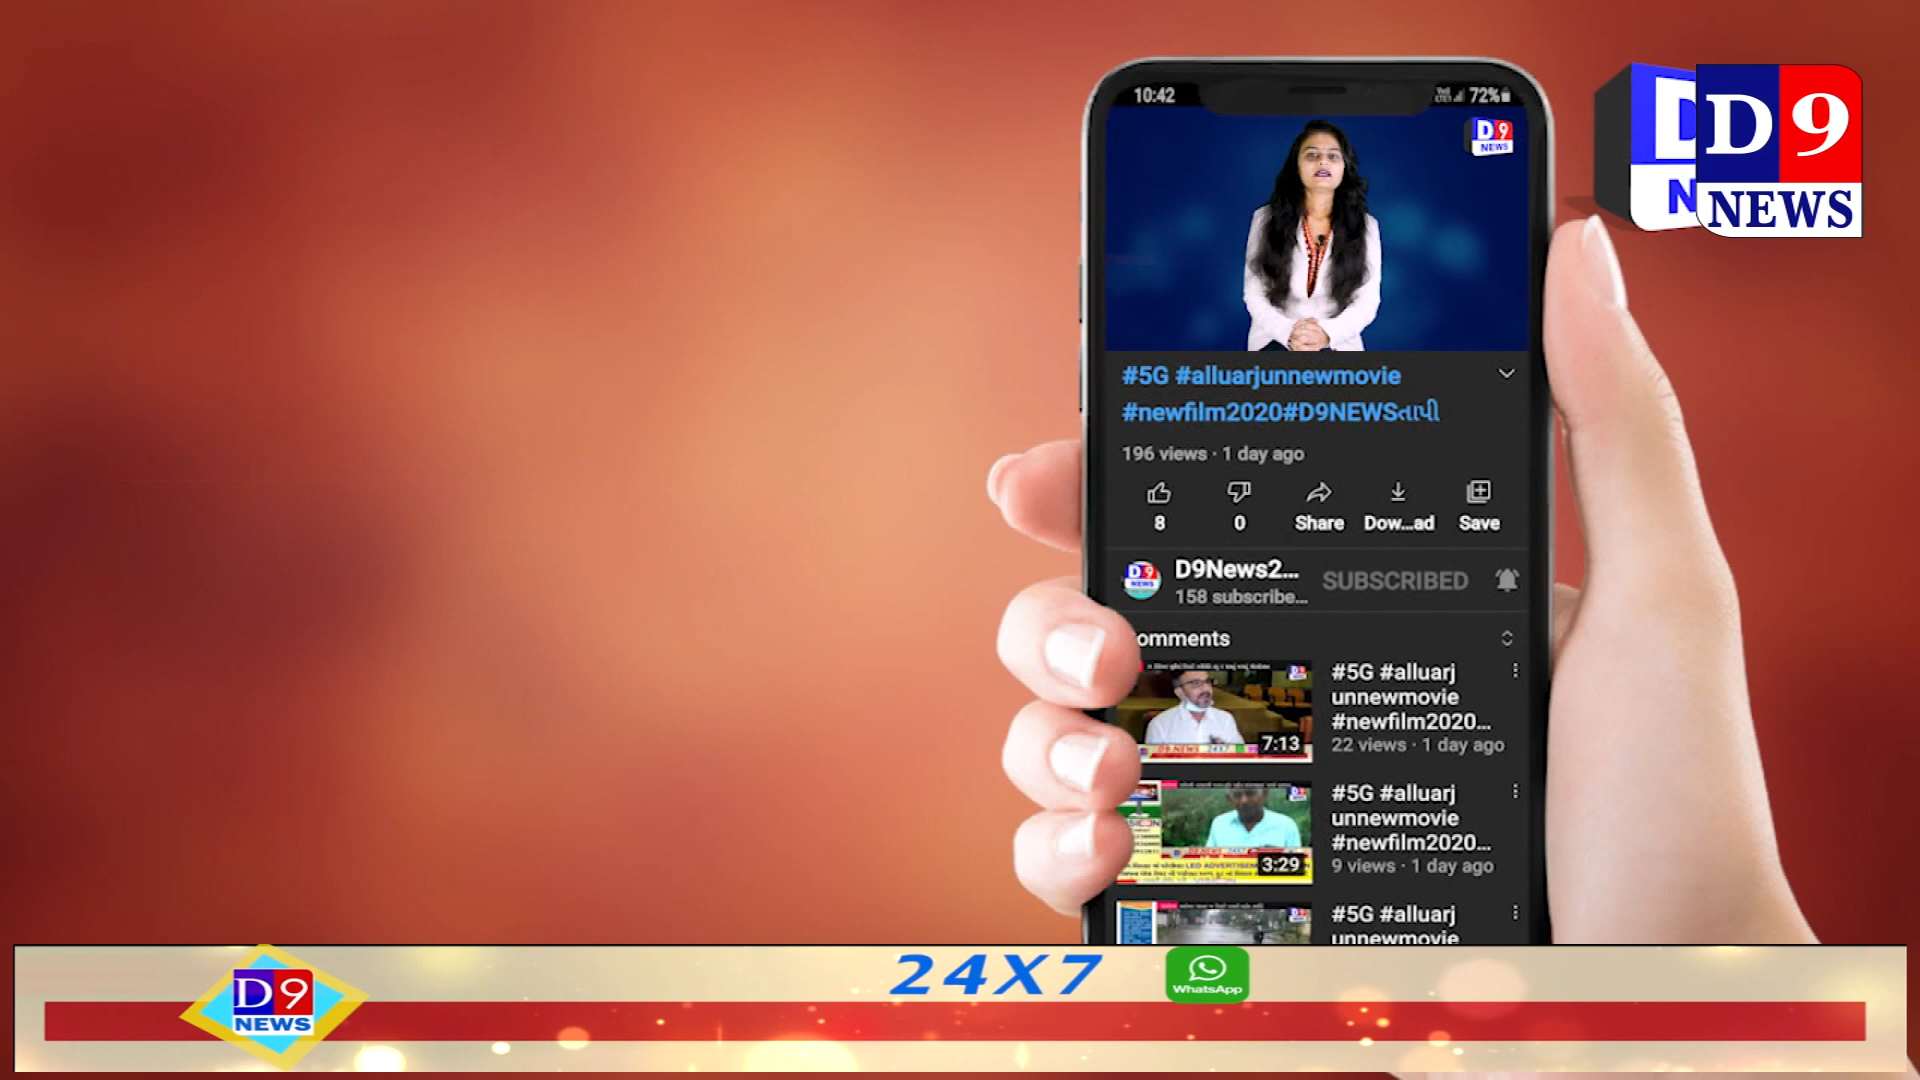 10:42
72%
D9
NEWS
D
N
D9
NEWS
#5G #alluarjunnewmovie
#newfilm2020#D9NEWSતાપી
196 views · 1 day ago
8
0
Share
Dow...ad
Save
D9News2...
158 subscribe...
SUBSCRIBED
omments
#5G #alluarj
unnewmovie
#newfilm2020...
22 views · 1 day ago
7:13
#5G #alluarj
unnewmovie
#newfilm2020...
9 views · 1 day ago
3:29
#5G #alluarj
unnewmovie
D9
NEWS
24X7
WhatsApp